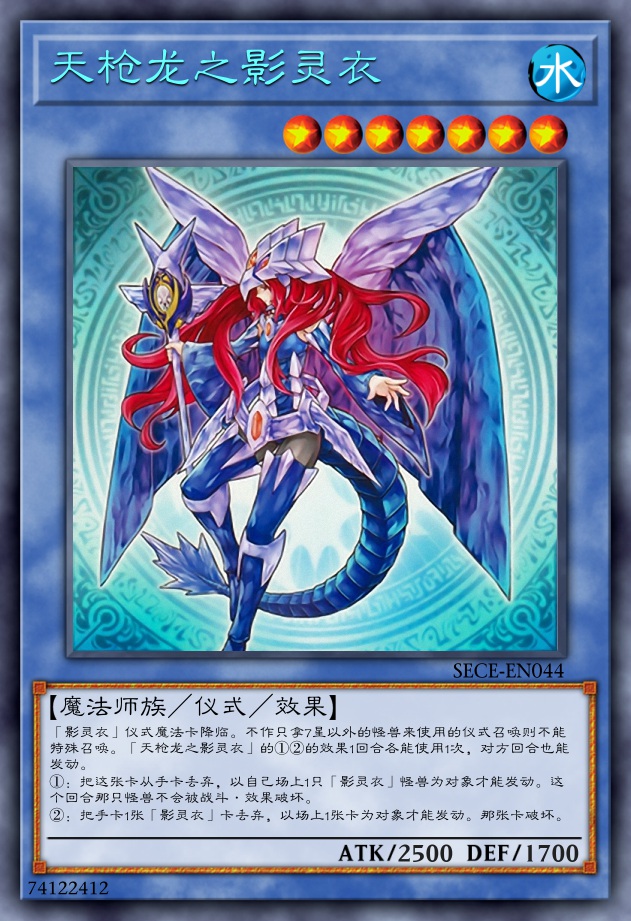 天枪龙之影灵衣
水
SECE-EN044
【魔法师族／仪式／效果】
「影灵衣」仪式魔法卡降临。不作只拿7星以外的怪兽来使用的仪式召唤则不能
特殊召唤。「天枪龙之影灵衣」的①②的效果1回合各能使用1次，对方回合也能
发动。
①：把这张卡从手卡丢弃，以自己场上1只「影灵衣」怪兽为对象才能发动。这
个回合那只怪兽不会被战斗·效果破坏。
②：把手卡1张「影灵衣」卡丢弃，以场上1张卡为对象才能发动。那张卡破坏。
ATK/2500 DEF/1700
74122412